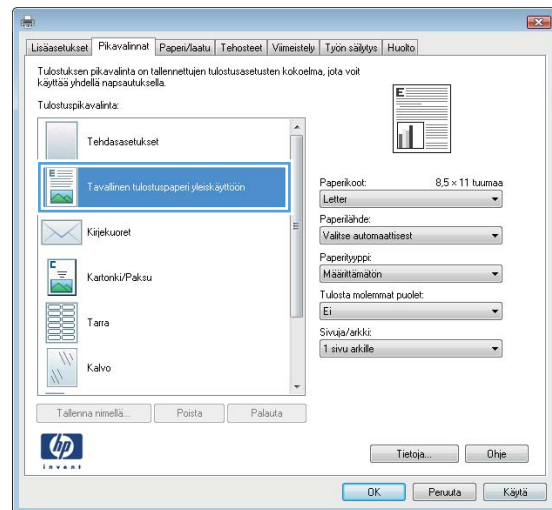 Lisäasetukset Pikavalinnat Paperi/laatu Tehosteet Viimeistely Työn säilytys Huolto
Tulostuksen pikavalinta on tallennettujen tulostusasetusten kokoelma, jota voit
käyttää yhdellä napsautuksella.
Tulostuspikavalinta:
Tehdasasetukset
Tavallinen tulostuspaperi yleiskäyttöön
Kirjekuoret
Kartonki/Paksu
Tarra
Kalvo
E
Paperikoot: 8,5 × 11 tuumaa
Letter
Paperilähde:
Valitse automaattisest
Paperityyppi:
Määrittämätön
Tulosta molemmat puolet:
Ei
Sivuja/arkki:
1 sivu arkille
Tallenna nimellä... Poista Palauta
hp
invent
Tietoja... Ohje
OK Peruuta Käytä